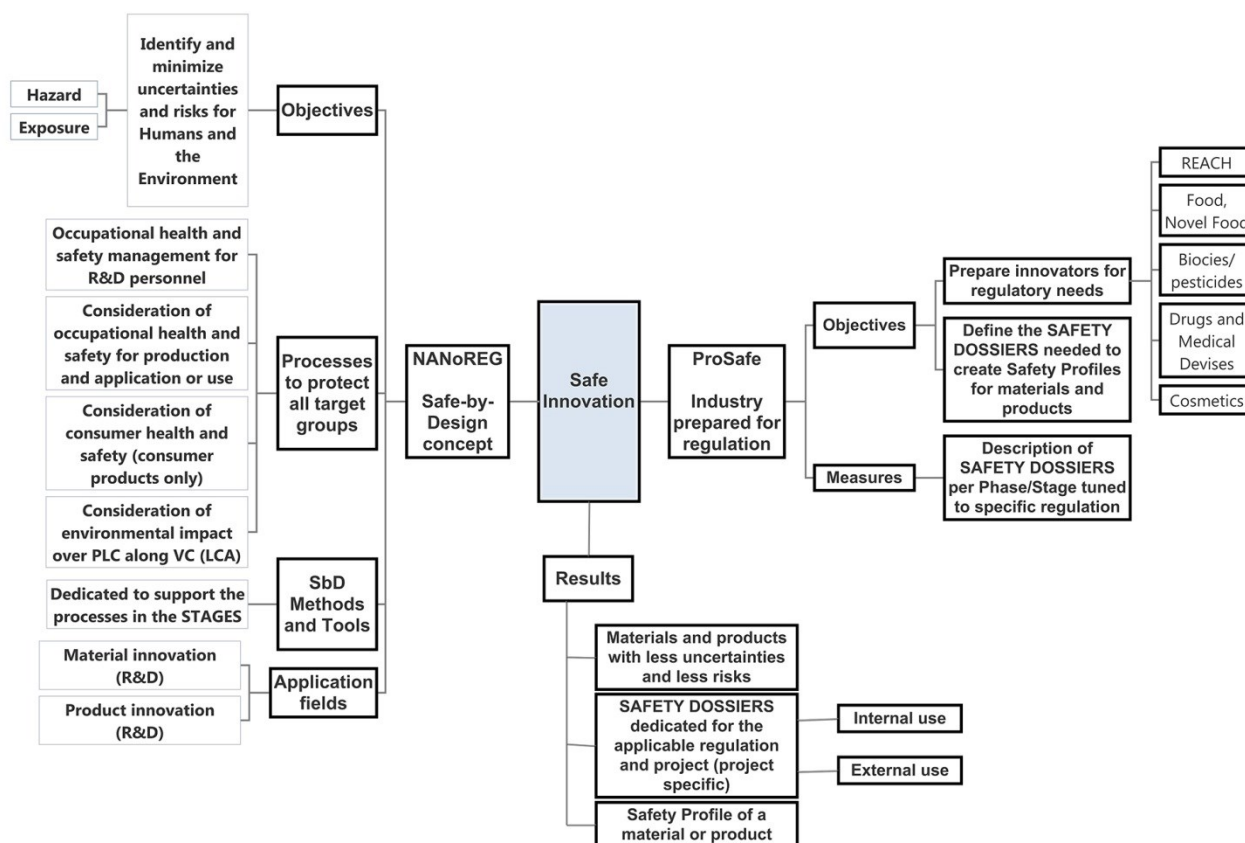 Identify and
minimize
uncertainties
and risks for
Humans and
the
Environment
Hazard
Exposure
Objectives
Occupational health and
safety management for
R&D personnel
Consideration of
occupational health and
safety for production
and application or use
Consideration of
consumer health and
safety (consumer
products only)
Consideration of
environmental impact
over PLC along VC (LCA)
Processes
to protect
all target
groups
Dedicated to support the
processes in the STAGES
SbD
Methods
and Tools
Material innovation
(R&D)
Product innovation
(R&D)
Application
fields
NANoREG
Safe-by-
Design
concept
Safe
Innovation
ProSafe
Industry
prepared for
regulation
Objectives
Prepare innovators for
regulatory needs
REACH
Food,
Novel Food
Biocies/
pesticides
Drugs and
Medical
Devises
Cosmetics
Define the SAFETY
DOSSIERS needed to
create Safety Profiles
for materials and
products
Measures
Description of
SAFETY DOSSIERS
per Phase/Stage tuned
to specific regulation
Results
Materials and products
with less uncertainties
and less risks
SAFETY DOSSIERS
dedicated for the
applicable regulation
and project (project
specific)
Internal use
External use
Safety Profile of a
material or product